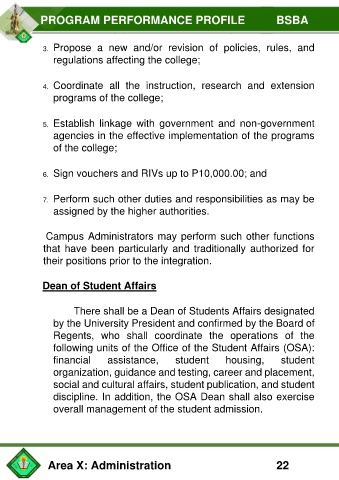 PROGRAM PERFORMANCE PROFILE BSBA
3. Propose a new and/or revision of policies, rules, and
regulations affecting the college;
4. Coordinate all the instruction, research and extension
programs of the college;
5. Establish linkage with government and non-government
agencies in the effective implementation of the programs
of the college;
6. Sign vouchers and RIVs up to P10,000.00; and
7. Perform such other duties and responsibilities as may be
assigned by the higher authorities.
Campus Administrators may perform such other functions
that have been particularly and traditionally authorized for
their positions prior to the integration.
Dean of Student Affairs
There shall be a Dean of Students Affairs designated
by the University President and confirmed by the Board of
Regents, who shall coordinate the operations of the
following units of the Office of the Student Affairs (OSA):
financial assistance, student housing, student
organization, guidance and testing, career and placement,
social and cultural affairs, student publication, and student
discipline. In addition, the OSA Dean shall also exercise
overall management of the student admission.
Area X: Administration 22